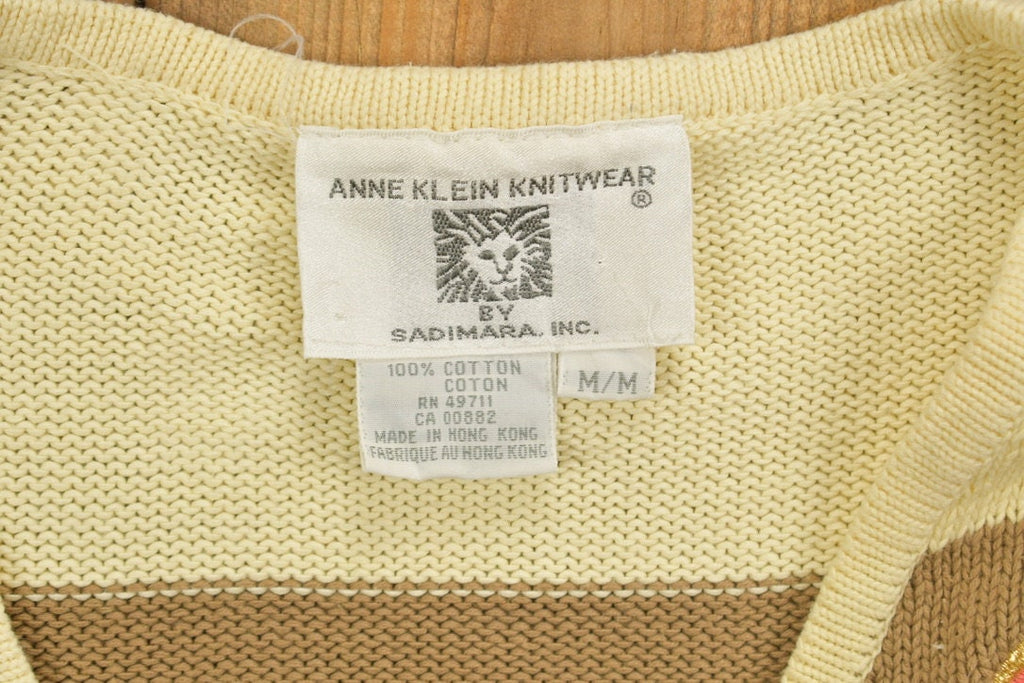 ANNE KLEIN KNITWEAR
®
BY
SADIMARA, INC.
100% COTTON
COTON
RN 49711
CA 00882
MADE IN HONG KONG
FABRIQUE AU HONG KONG
M/M